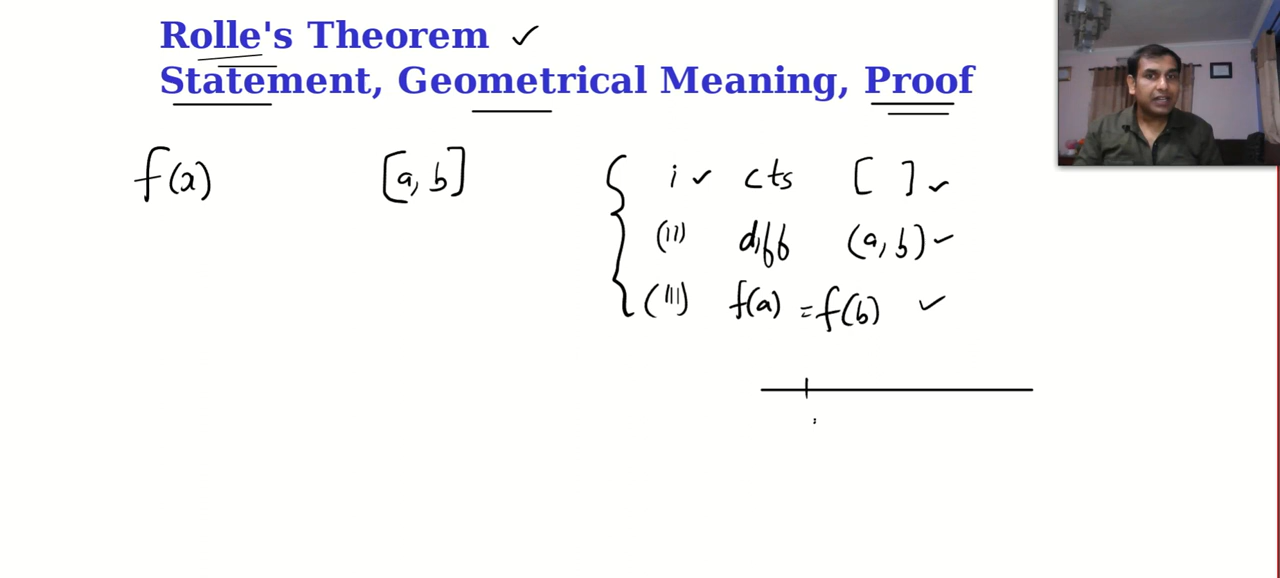 Rolle's Theorem ✓
Statement, Geometrical Meaning, Proof
f(x) [a, b]
i ✓ cts [ ] ✓
(ii) diff (a, b) ✓
(iii) f(a) = f(b) ✓